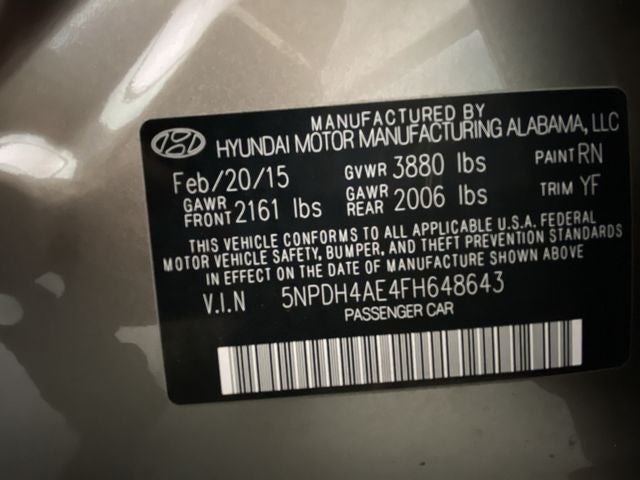 MANUFACTURED BY
HYUNDAI MOTOR MANUFACTURING ALABAMA, LLC
Feb/20/15 GVWR 3880 lbs PAINT RN
GAWR FRONT 2161 lbs GAWR REAR 2006 lbs TRIM YF
THIS VEHICLE CONFORMS TO ALL APPLICABLE U.S.A. FEDERAL
MOTOR VEHICLE SAFETY, BUMPER, AND THEFT PREVENTION STANDARDS
IN EFFECT ON THE DATE OF MANUFACTURE SHOWN ABOVE
V.I.N 5NPDH4AE4FH648643
PASSENGER CAR